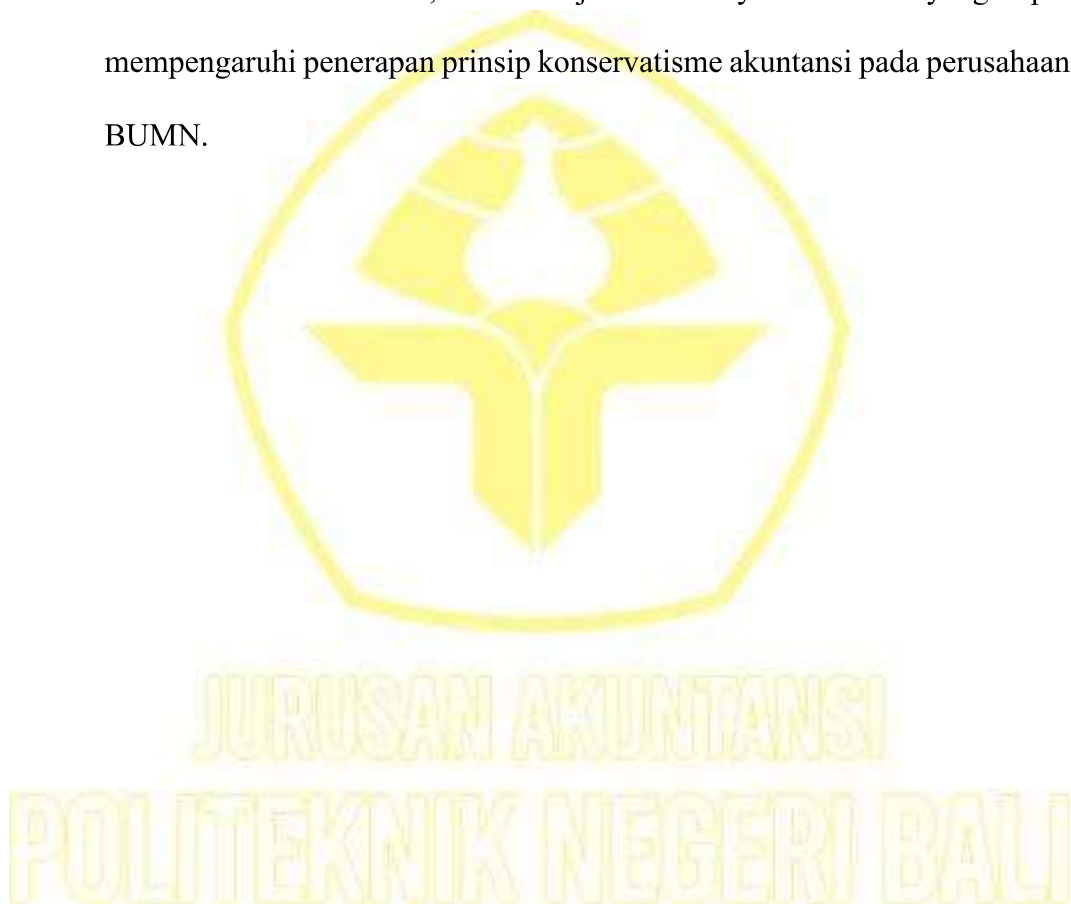 mempengaruhi penerapan prinsip konservatisme akuntansi pada perusahaan
BUMN.
JURUSAN AKUNTANSI
POLITEKNIK NEGERI BALI